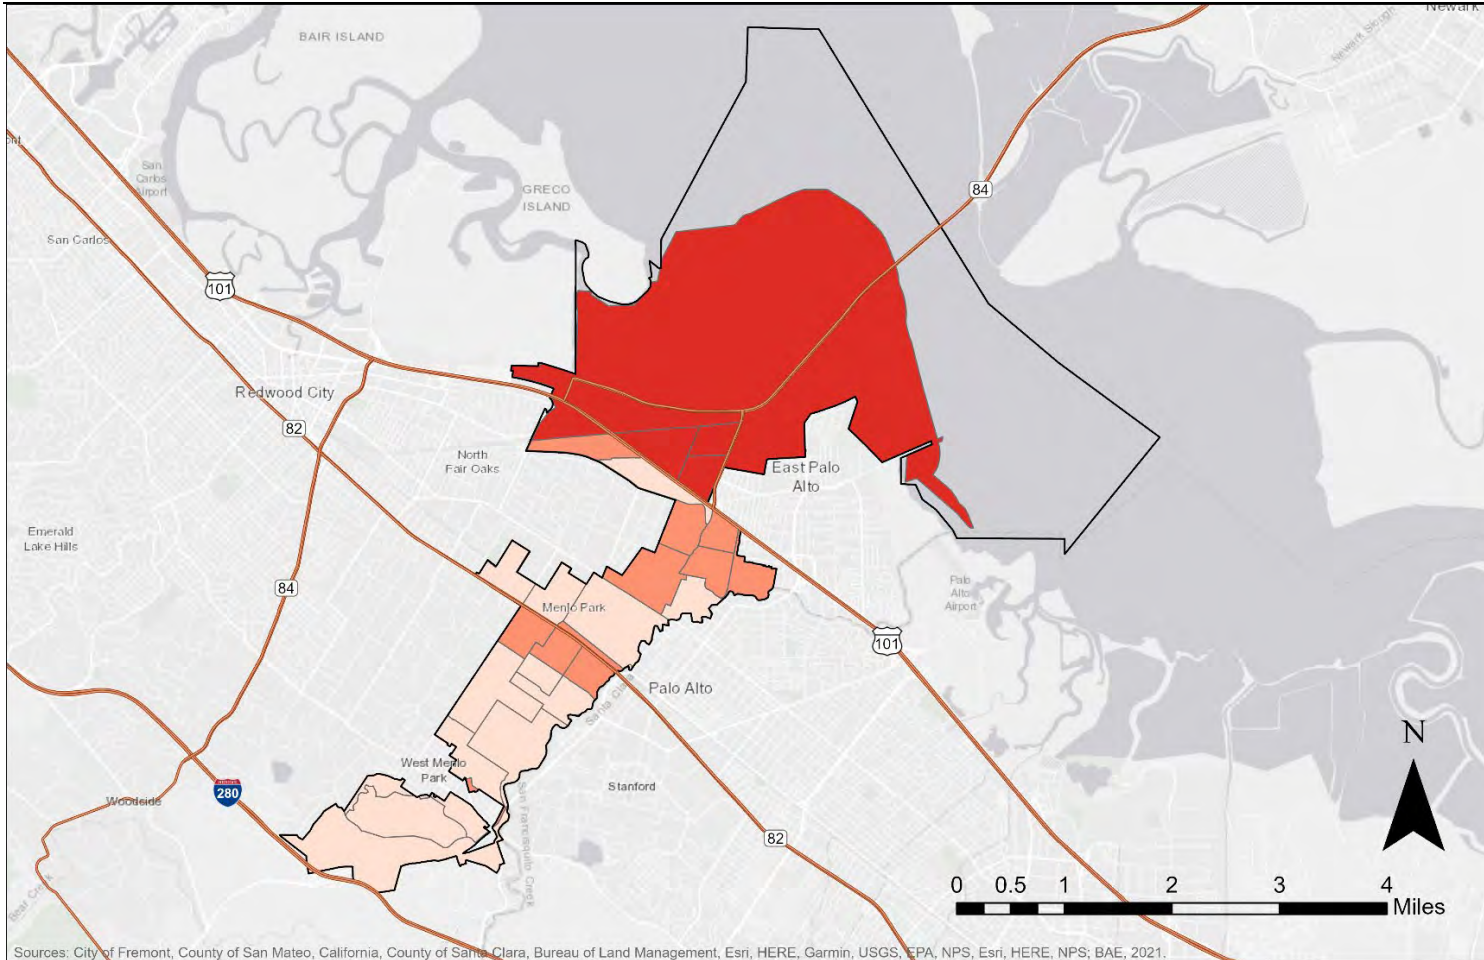 Newark
BAIR ISLAND
Newark Slough
San
Carlos
Airport
GRECO
ISLAND
84
San Carlos
101
Redwood City
82
North
Fair Oaks
East Palo
Alto
Emerald
Lake Hills
84
Menlo Park
Palo
Alto
Airport
101
Palo Alto
Santa Clara
N
West Menlo
Park
Stanford
280
Woodside
San Francisquito Creek
82
Bear Creek
0 0.5 1 2 3 4
Miles
Sources: City of Fremont, County of San Mateo, California, County of Santa Clara, Bureau of Land Management, Esri, HERE, Garmin, USGS, EPA, NPS, Esri, HERE, NPS; BAE, 2021.